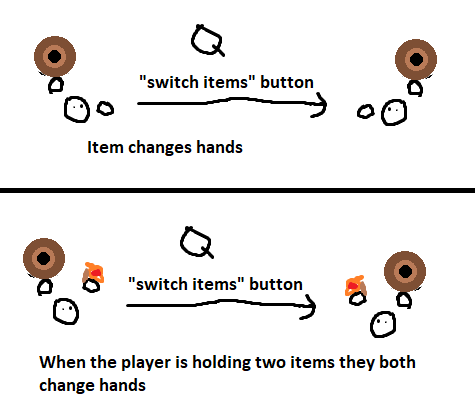 Q
"switch items" button
Item changes hands
Q
"switch items" button
When the player is holding two items they both
change hands